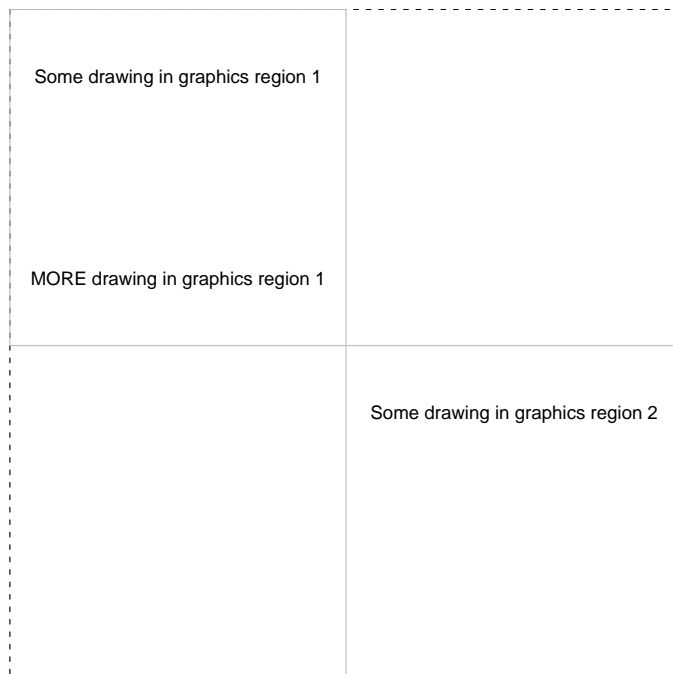 Some drawing in graphics region 1
MORE drawing in graphics region 1
Some drawing in graphics region 2